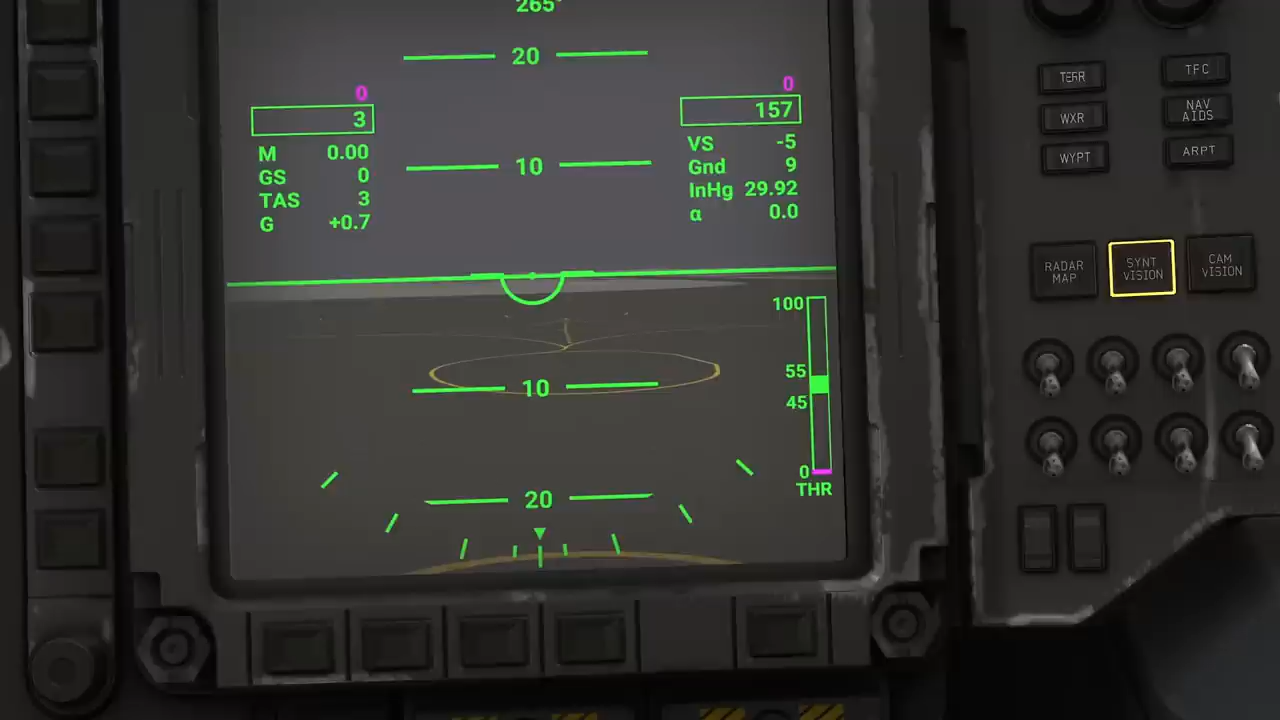 265°
20
0
3
M 0.00
GS 0
TAS 3
G +0.7
10
0
157
VS -5
Gnd 9
InHg 29.92
α 0.0
10
100
55
45
0
THR
20
TERR
TFC
WXR
NAV AIDS
WYPT
ARPT
RADAR MAP
SYNT VISION
CAM VISION